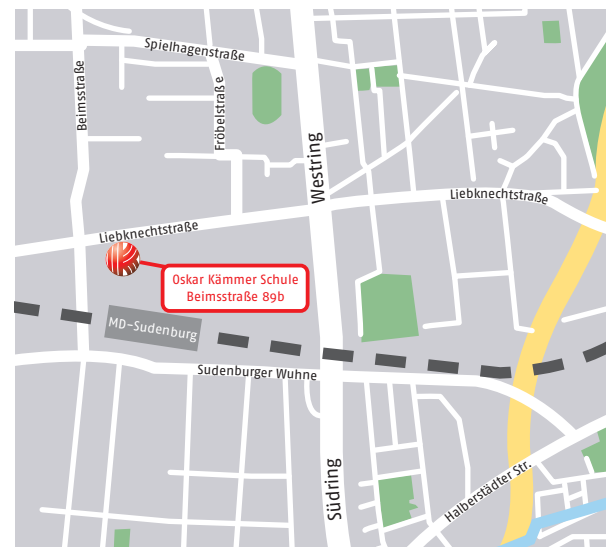 Spielhagenstraße
Beimsstraße
Fröbelstraße
Westring
Liebknechtstraße
Liebknechtstraße
Oskar Kämmer Schule
Beimsstraße 89b
MD-Sudenburg
Sudenburger Wuhne
Südring
Halberstädter Str.